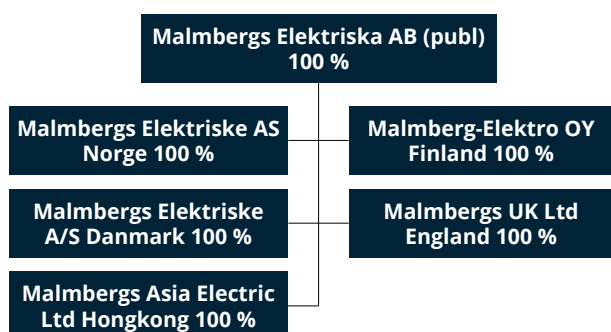 Malmbergs Elektriska AB (publ)
100 %
Malmbergs Elektriske AS
Norge 100 %
Malmberg-Elektro OY
Finland 100 %
Malmbergs Elektriske
A/S Danmark 100 %
Malmbergs UK Ltd
England 100 %
Malmbergs Asia Electric
Ltd Hongkong 100 %